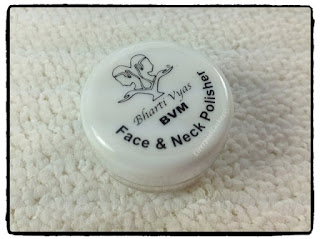 Bharti Vyas
BVM
Face & Neck Polisher